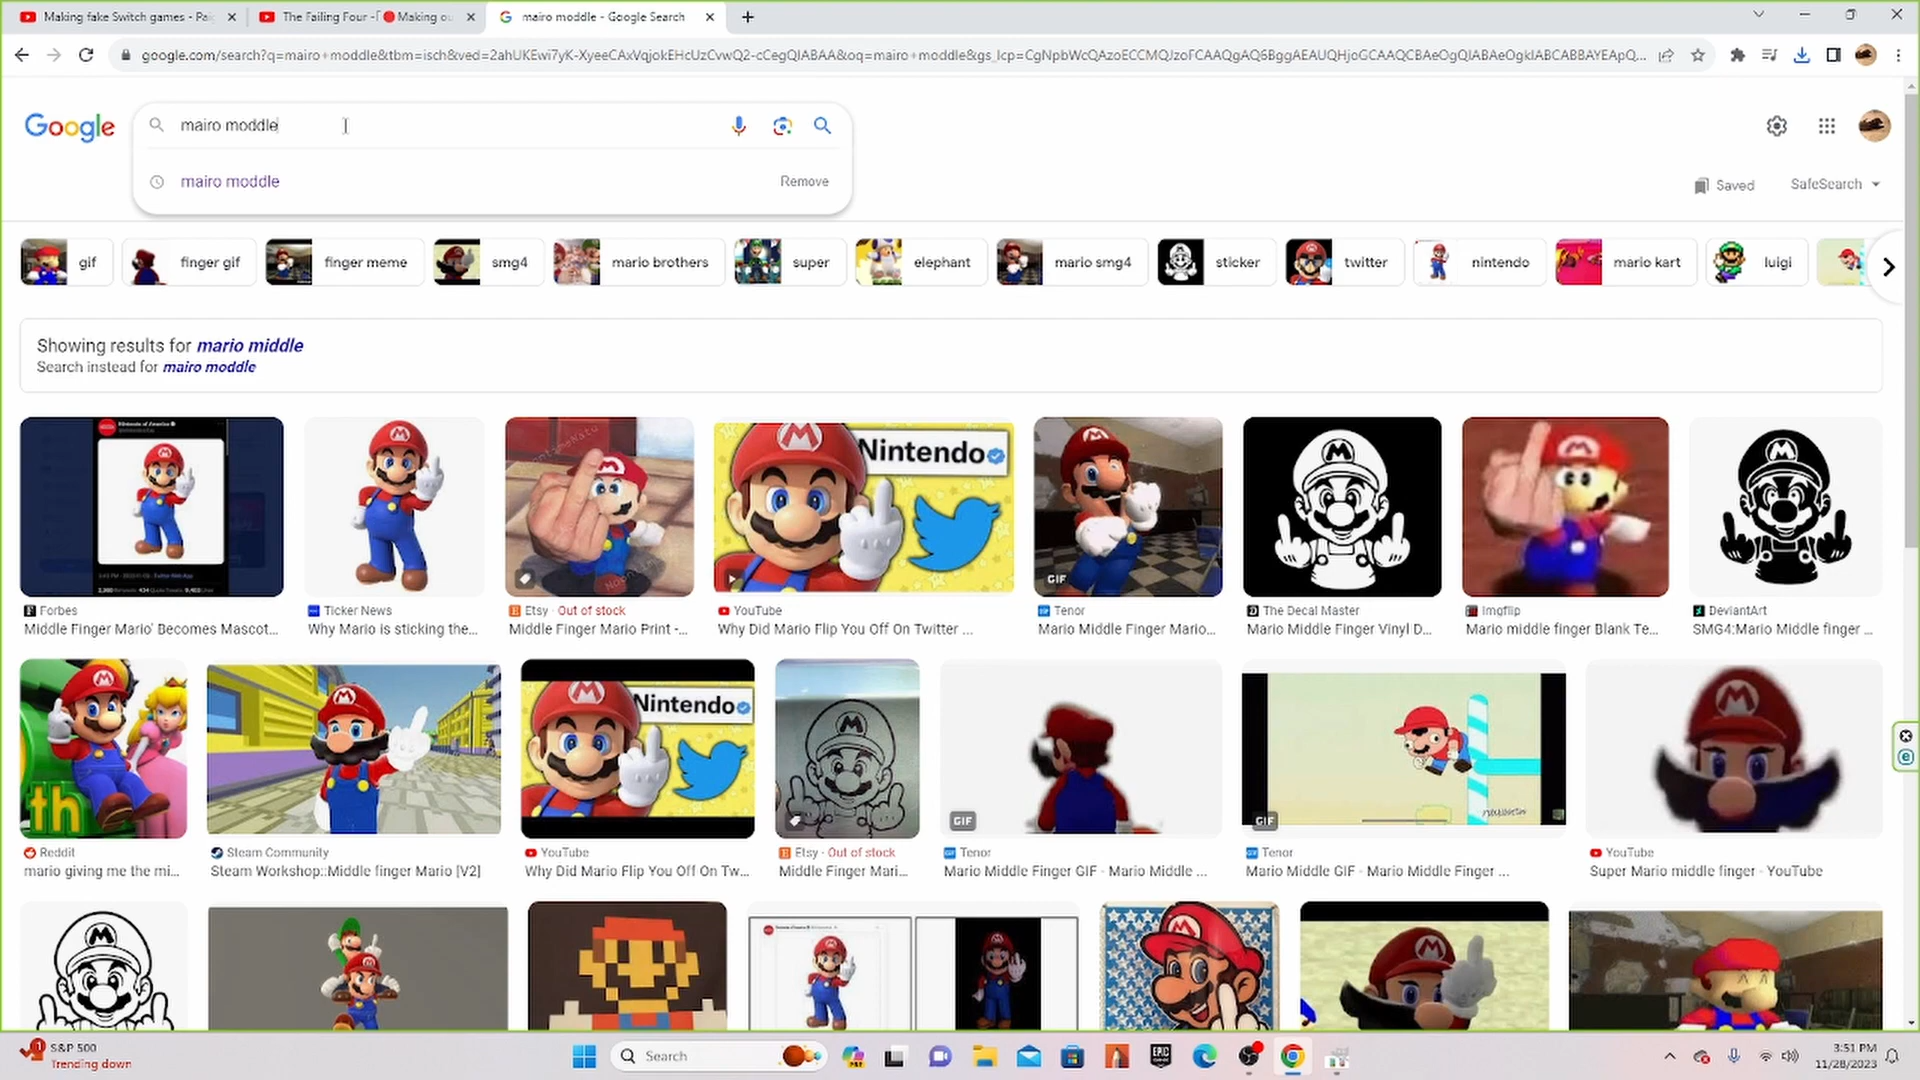 Making fake Switch games - Pai
The Failing Four - [
Making ou
mairo moddle - Google Search
google.com/search?q=mairo+moddle&tbm=isch&ved=2ahUKEwi7yK-XyeeCAxVqjokEHcUzCvwQ2-cCegQIABAA&oq=mairo+moddle&gs_lcp=CgNpbWcQAzoECCMQJzoFCAAQgAQ6BggAEAUQHjoGCAAQCBAeOgQIABAeOgkIABCABBAYEApQ...
Google
mairo moddle
mairo moddle Remove
Saved SafeSearch
gif
finger gif
finger meme
smg4
mario brothers
super
elephant
mario smg4
sticker
twitter
nintendo
mario kart
luigi
Showing results for mario middle
Search instead for mairo moddle
Nintendo
GIF
Forbes
Middle Finger Mario' Becomes Mascot...
Ticker News
Why Mario is sticking the...
Etsy · Out of stock
Middle Finger Mario Print -...
YouTube
Why Did Mario Flip You Off On Twitter ...
Tenor
Mario Middle Finger Mario...
The Decal Master
Mario Middle Finger Vinyl D...
Imgflip
Mario middle finger Blank Te...
DeviantArt
SMG4:Mario Middle finger ...
th
Nintendo
GIF
GIF
Reddit
mario giving me the mi...
Steam Community
Steam Workshop::Middle finger Mario [V2]
YouTube
Why Did Mario Flip You Off On Tw...
Etsy · Out of stock
Middle Finger Mari...
Tenor
Mario Middle Finger GIF - Mario Middle ...
Tenor
Mario Middle GIF - Mario Middle Finger ...
YouTube
Super Mario middle finger - YouTube
1
S&P 500
Trending down
Search
EPIC
3:51 PM
11/28/2023